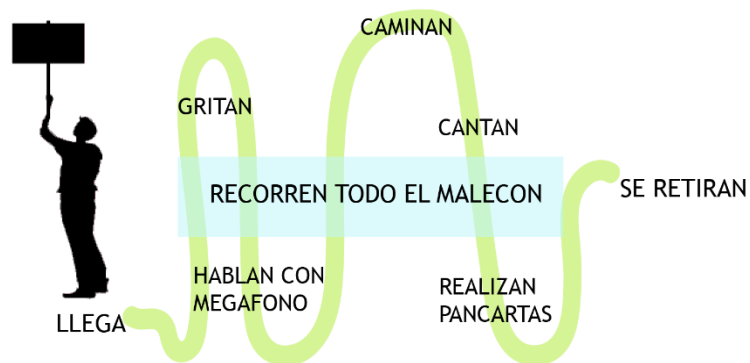 CAMINAN
GRITAN
CANTAN
RECORREN TODO EL MALECON
SE RETIRAN
HABLAN CON
MEGAFONO
REALIZAN
PANCARTAS
LLEGA